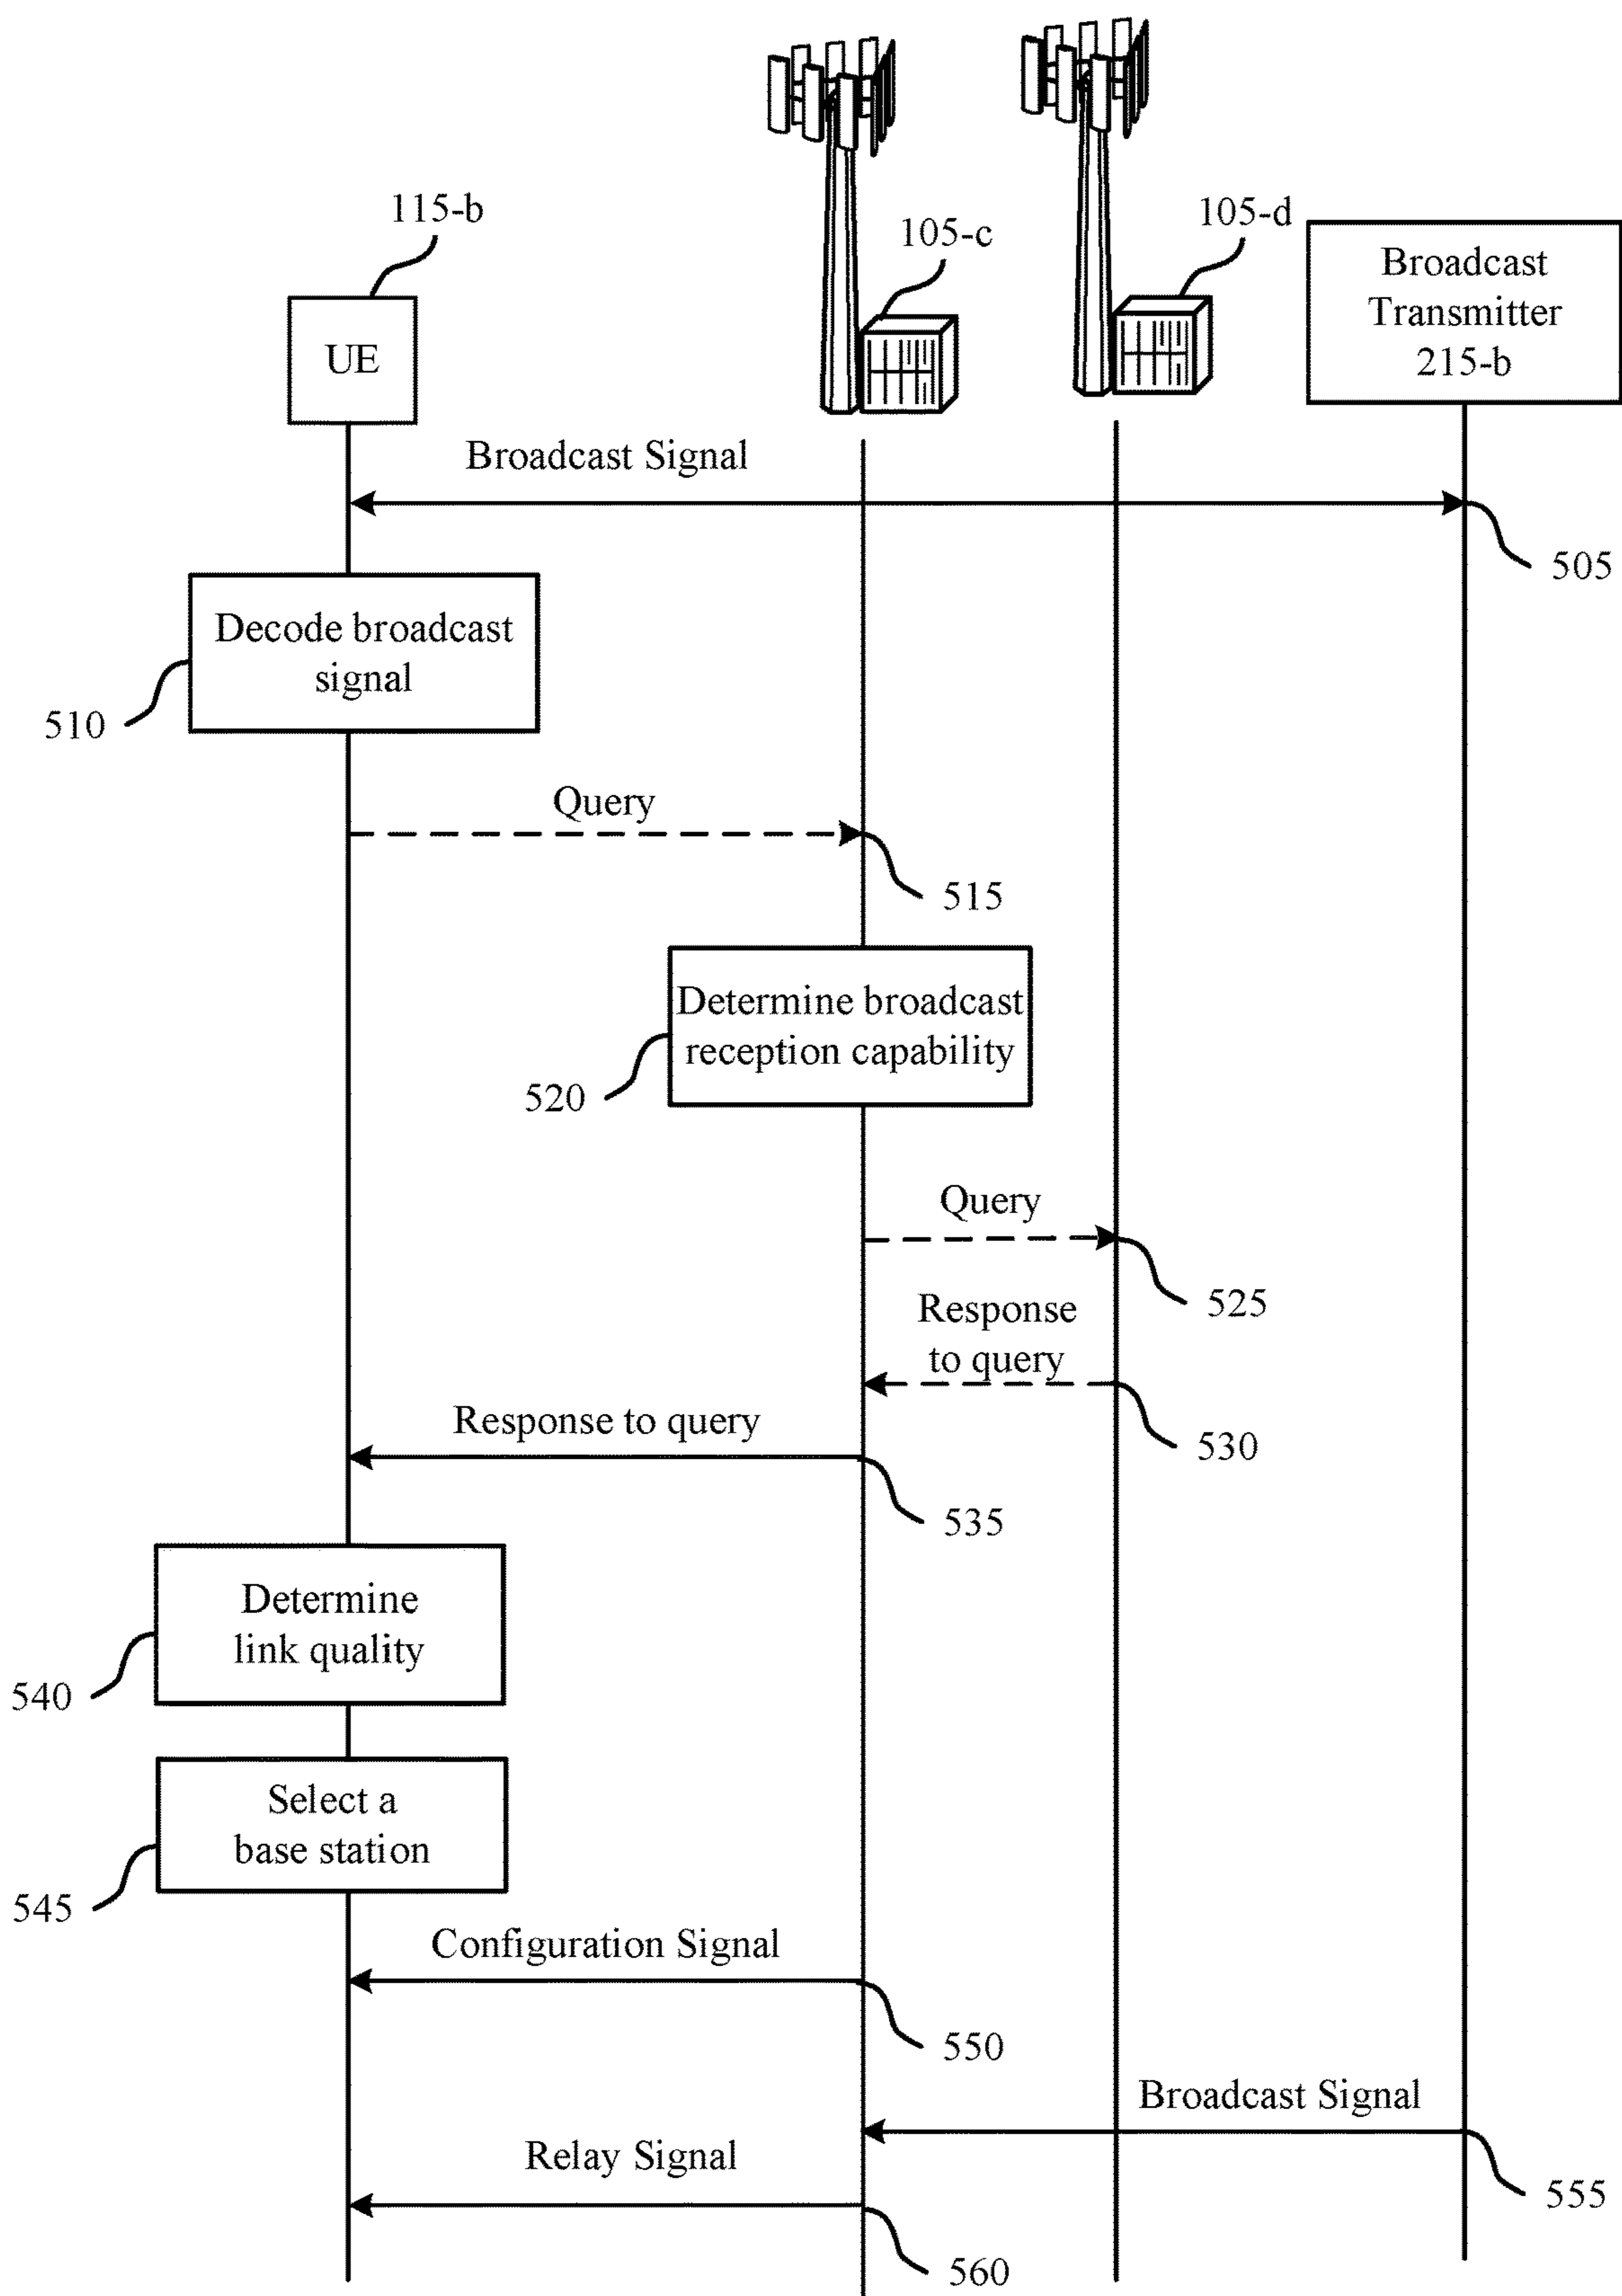 115-b
105-c
105-d
UE
Broadcast
Transmitter
215-b
Broadcast Signal
505
Decode broadcast
signal
510
Query
515
Determine broadcast
reception capability
520
Query
525
Response
to query
530
Response to query
535
Determine
link quality
540
Select a
base station
545
Configuration Signal
550
Broadcast Signal
555
Relay Signal
560